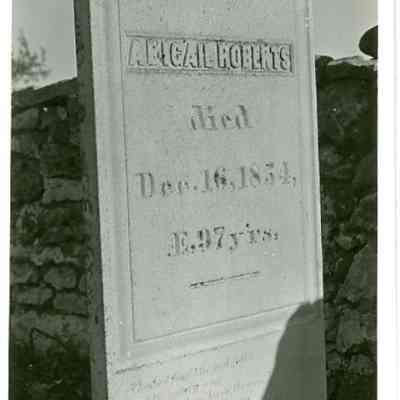 ABIGAIL ROBERTS
died
Dec. 16, 1854,
Æ. 97 y'rs.